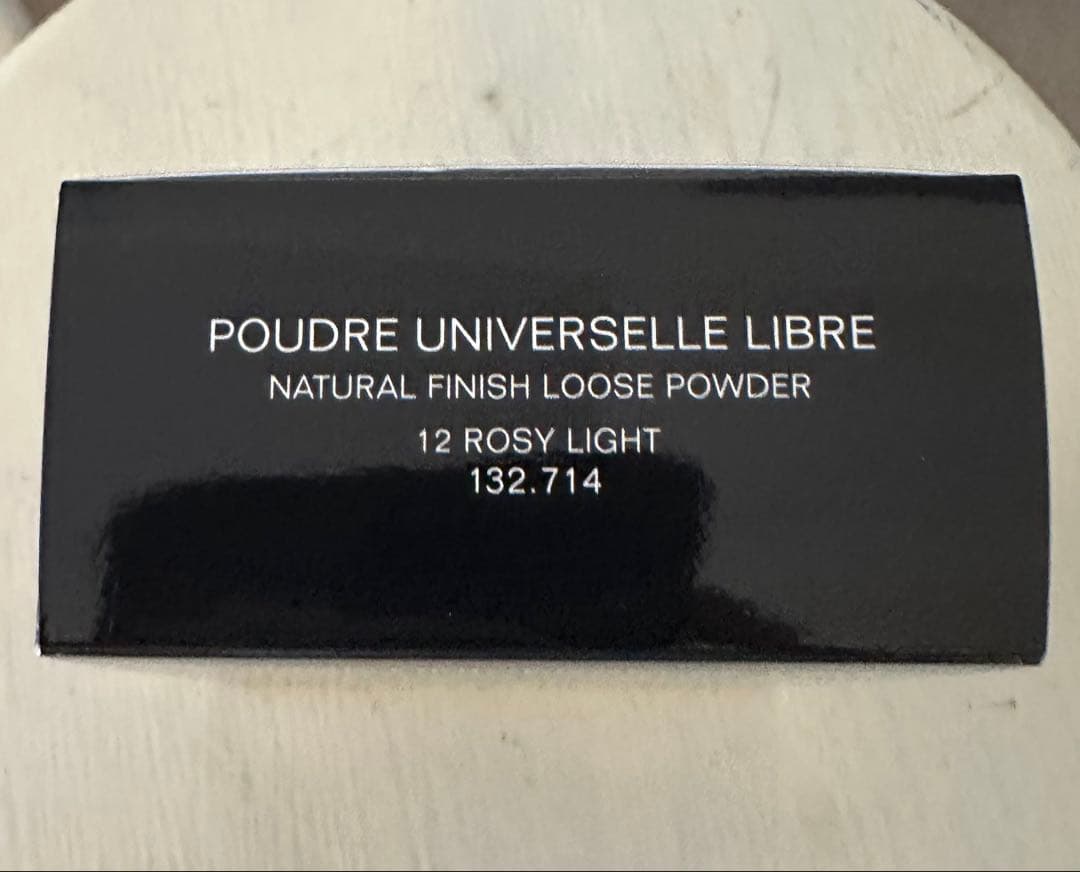 POUDRE UNIVERSELLE LIBRE
NATURAL FINISH LOOSE POWDER
12 ROSY LIGHT
132.714